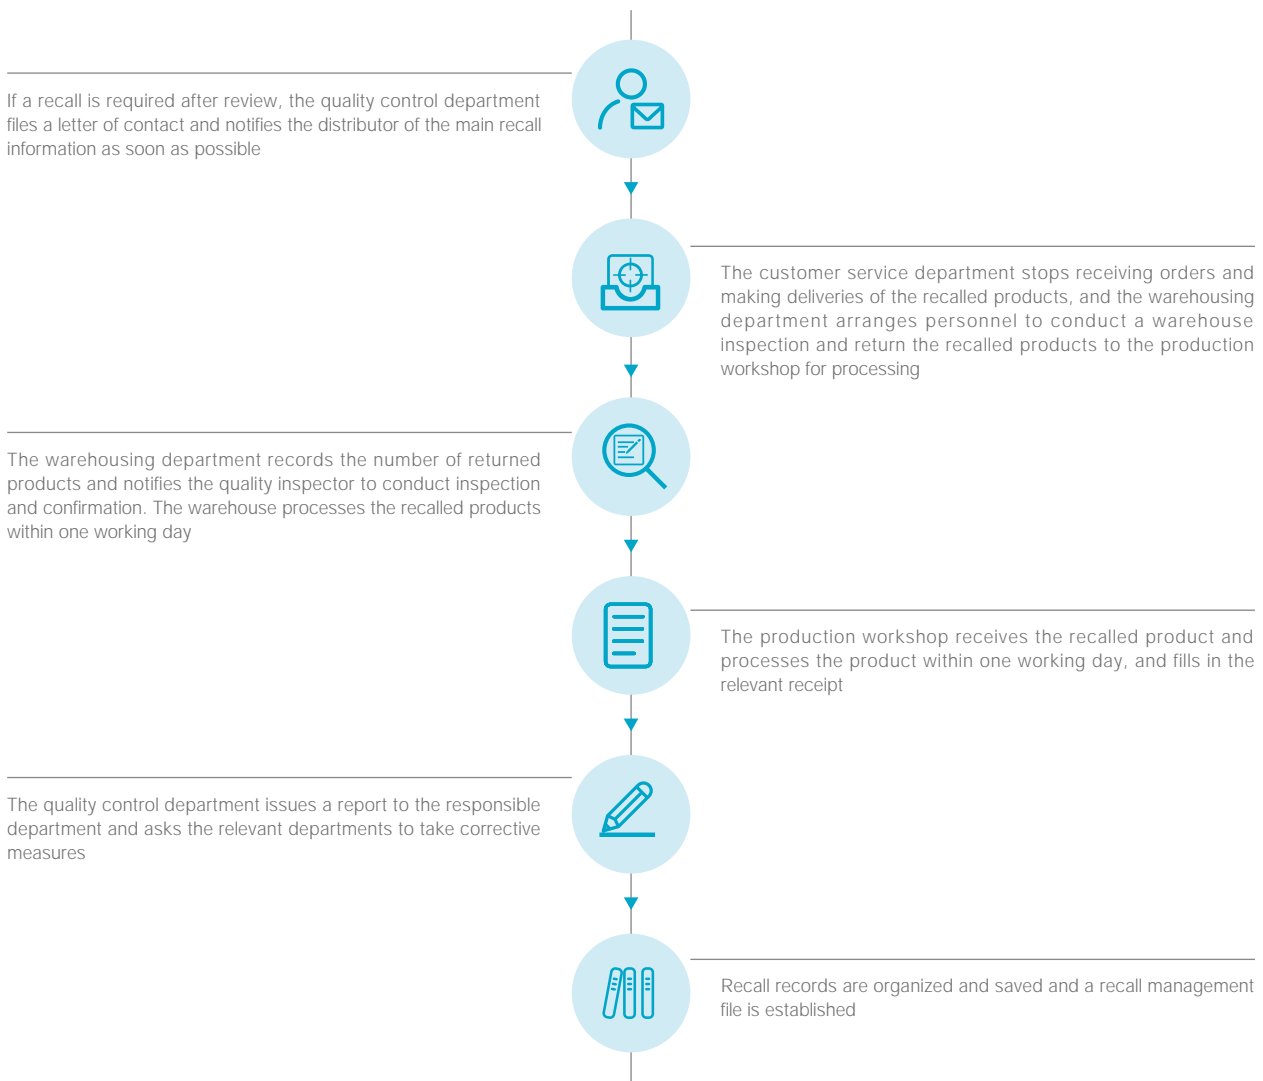 If a recall is required after review, the quality control department
files a letter of contact and notifies the distributor of the main recall
information as soon as possible
The customer service department stops receiving orders and
making deliveries of the recalled products, and the warehousing
department arranges personnel to conduct a warehouse
inspection and return the recalled products to the production
workshop for processing
The warehousing department records the number of returned
products and notifies the quality inspector to conduct inspection
and confirmation. The warehouse processes the recalled products
within one working day
The production workshop receives the recalled product and
processes the product within one working day, and fills in the
relevant receipt
The quality control department issues a report to the responsible
department and asks the relevant departments to take corrective
measures
Recall records are organized and saved and a recall management
file is established